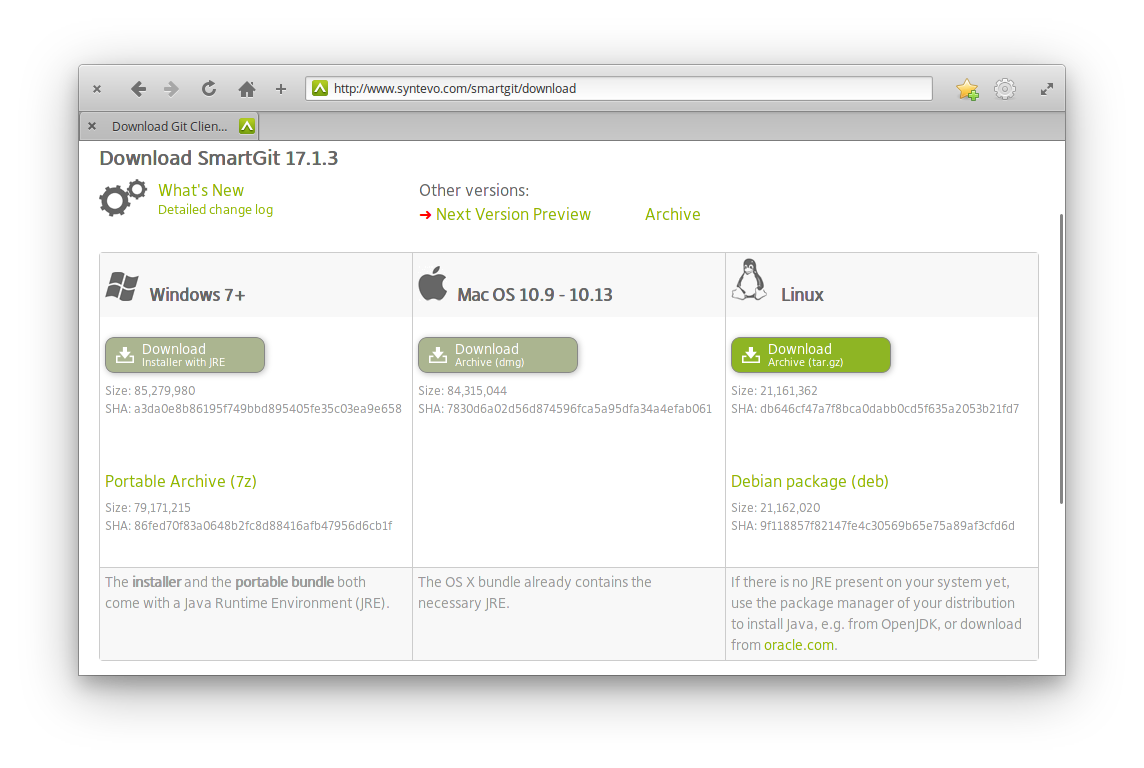 http://www.syntevo.com/smartgit/download
Download Git Clien...
Download SmartGit 17.1.3
What's New
Detailed change log
Other versions:
➜ Next Version Preview
Archive
Windows 7+
Mac OS 10.9 - 10.13
Linux
Download
Installer with JRE
Download
Archive (dmg)
Download
Archive (tar.gz)
Size: 85,279,980
SHA: a3da0e8b86195f749bbd895405fe35c03ea9e658
Size: 84,315,044
SHA: 7830d6a02d56d874596fca5a95dfa34a4efab061
Size: 21,161,362
SHA: db646cf47a7f8bca0dabb0cd5f635a2053b21fd7
Portable Archive (7z)
Size: 79,171,215
SHA: 86fed70f83a0648b2fc8d88416afb47956d6cb1f
Debian package (deb)
Size: 21,162,020
SHA: 9f118857f82147fe4c30569b65e75a89af3cfd6d
The installer and the portable bundle both
come with a Java Runtime Environment (JRE).
The OS X bundle already contains the
necessary JRE.
If there is no JRE present on your system yet,
use the package manager of your distribution
to install Java, e.g. from OpenJDK, or download
from oracle.com.